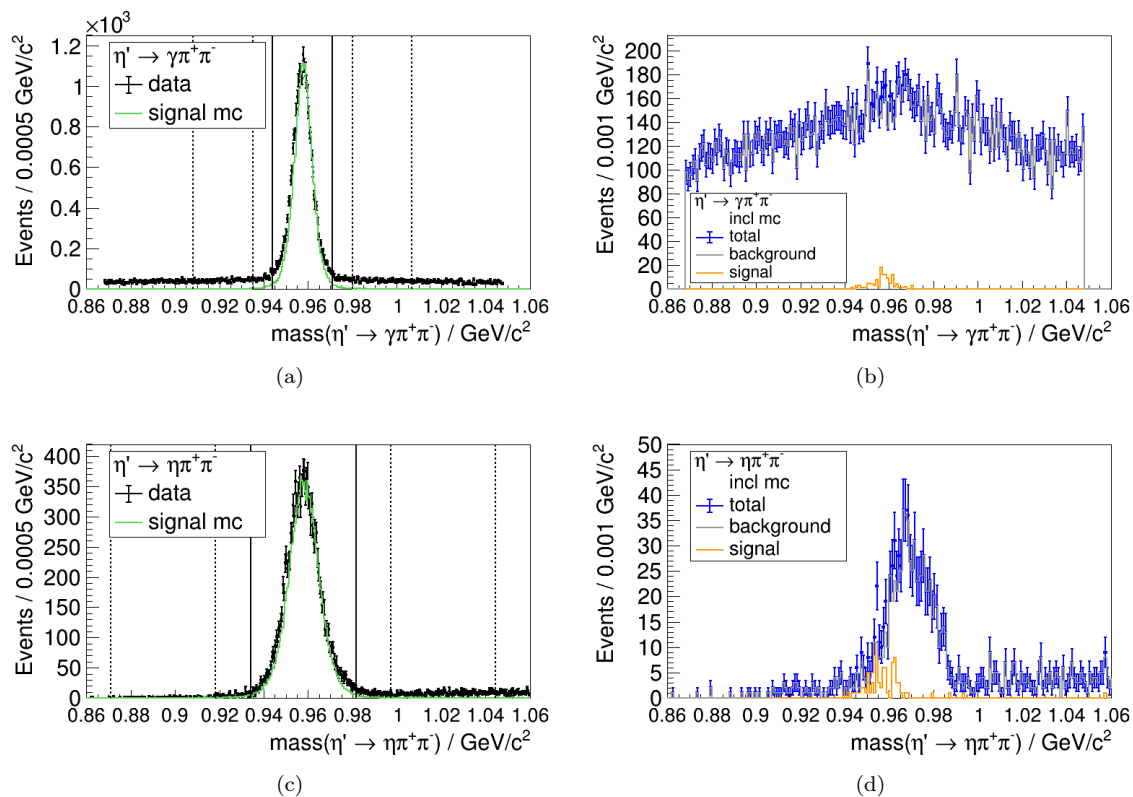 ×10³
Events / 0.0005 GeV/c²
1.2
1
0.8
0.6
0.4
0.2
0
η' → γπ⁺π⁻
data
signal mc
0.86 0.88 0.9 0.92 0.94 0.96 0.98 1 1.02 1.04 1.06
mass(η' → γπ⁺π⁻) / GeV/c²
(a)
Events / 0.001 GeV/c²
200
180
160
140
120
100
80
60
40
20
0
η' → γπ⁺π⁻
incl mc
total
background
signal
0.86 0.88 0.9 0.92 0.94 0.96 0.98 1 1.02 1.04 1.06
mass(η' → γπ⁺π⁻) / GeV/c²
(b)
Events / 0.0005 GeV/c²
400
350
300
250
200
150
100
50
0
η' → ηπ⁺π⁻
data
signal mc
0.86 0.88 0.9 0.92 0.94 0.96 0.98 1 1.02 1.04 1.06
mass(η' → ηπ⁺π⁻) / GeV/c²
(c)
Events / 0.001 GeV/c²
50
45
40
35
30
25
20
15
10
5
0
η' → ηπ⁺π⁻
incl mc
total
background
signal
0.86 0.88 0.9 0.92 0.94 0.96 0.98 1 1.02 1.04 1.06
mass(η' → ηπ⁺π⁻) / GeV/c²
(d)